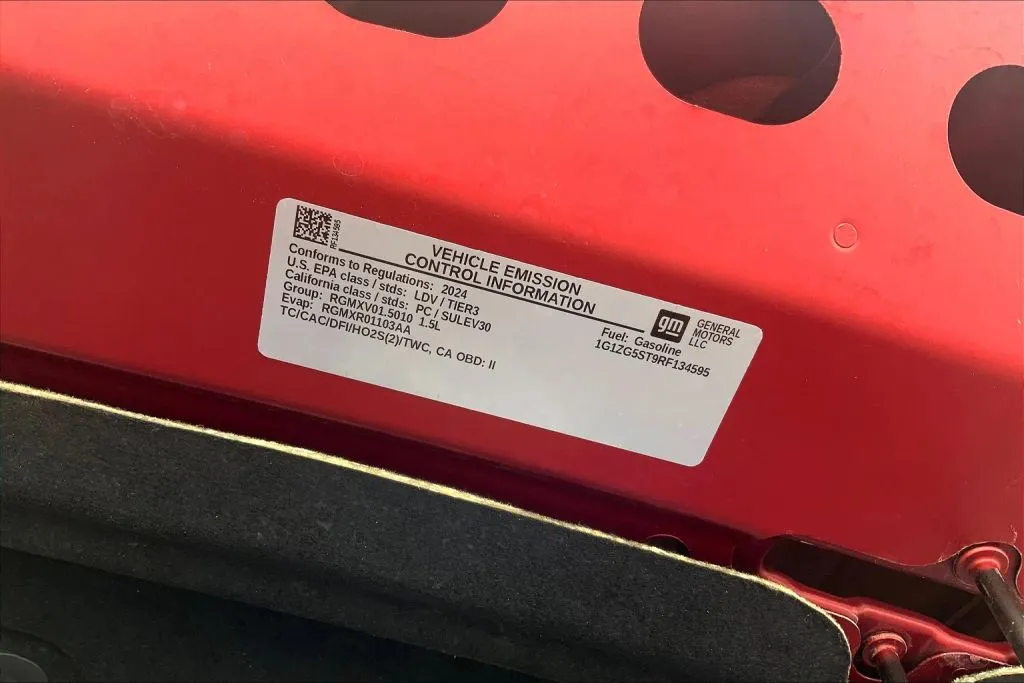 RF134595
VEHICLE EMISSION
CONTROL INFORMATION
gm
GENERAL
MOTORS
LLC
Conforms to Regulations: 2024
U.S. EPA class / stds: LDV / TIER3
California class / stds: PC / SULEV30
Group: RGMXV01.5010 1.5L
Evap: RGMXR01103AA
TC/CAC/DFI/HO2S(2)/TWC, CA OBD: II
Fuel: Gasoline
1G1ZG5ST9RF134595